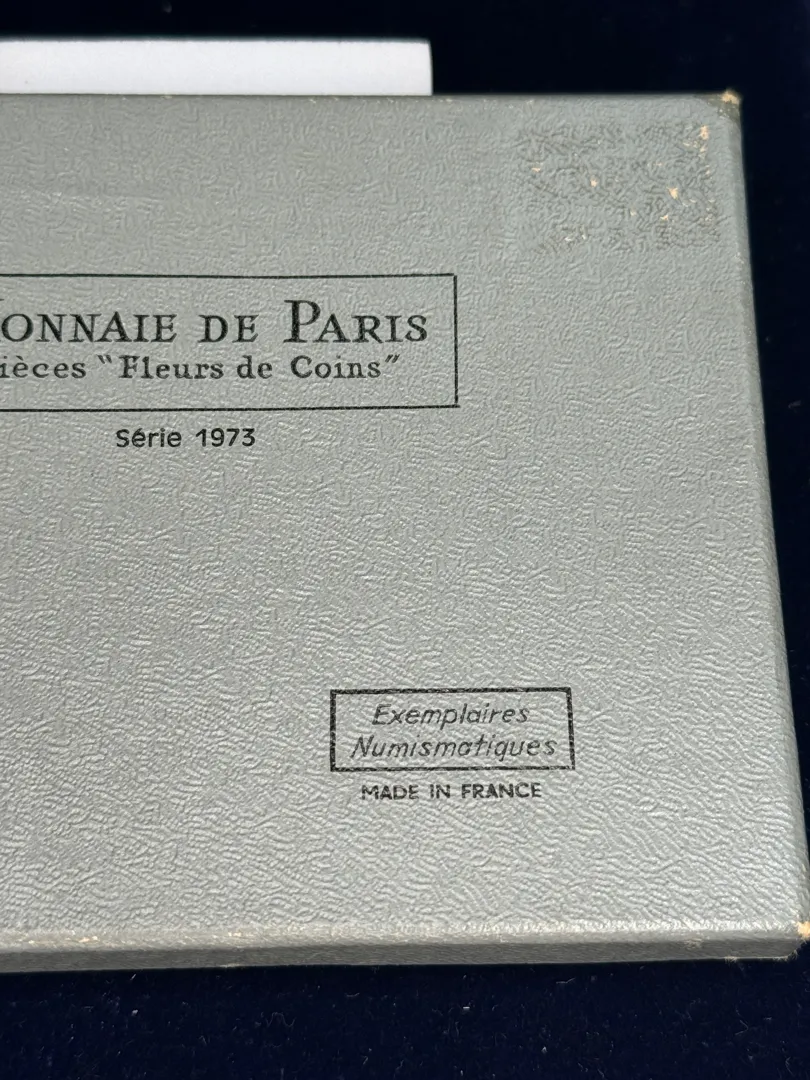 ONNAIE DE PARIS
ièces "Fleurs de Coins"
Série 1973
Exemplaires
Numismatiques
MADE IN FRANCE